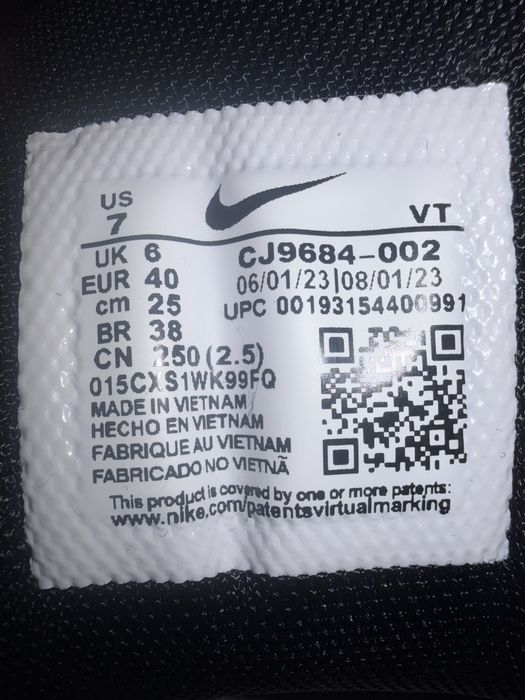 US
7
VT
UK 6
EUR 40
cm 25
BR 38
CN 250 (2.5)
CJ9684-002
06/01/23|08/01/23
UPC 00193154400991
015CXS1WK99FQ
MADE IN VIETNAM
HECHO EN VIETNAM
FABRIQUE AU VIETNAM
FABRICADO NO VIETNÃ
This product is covered by one or more patents:
www.nike.com/patentsvirtualmarking